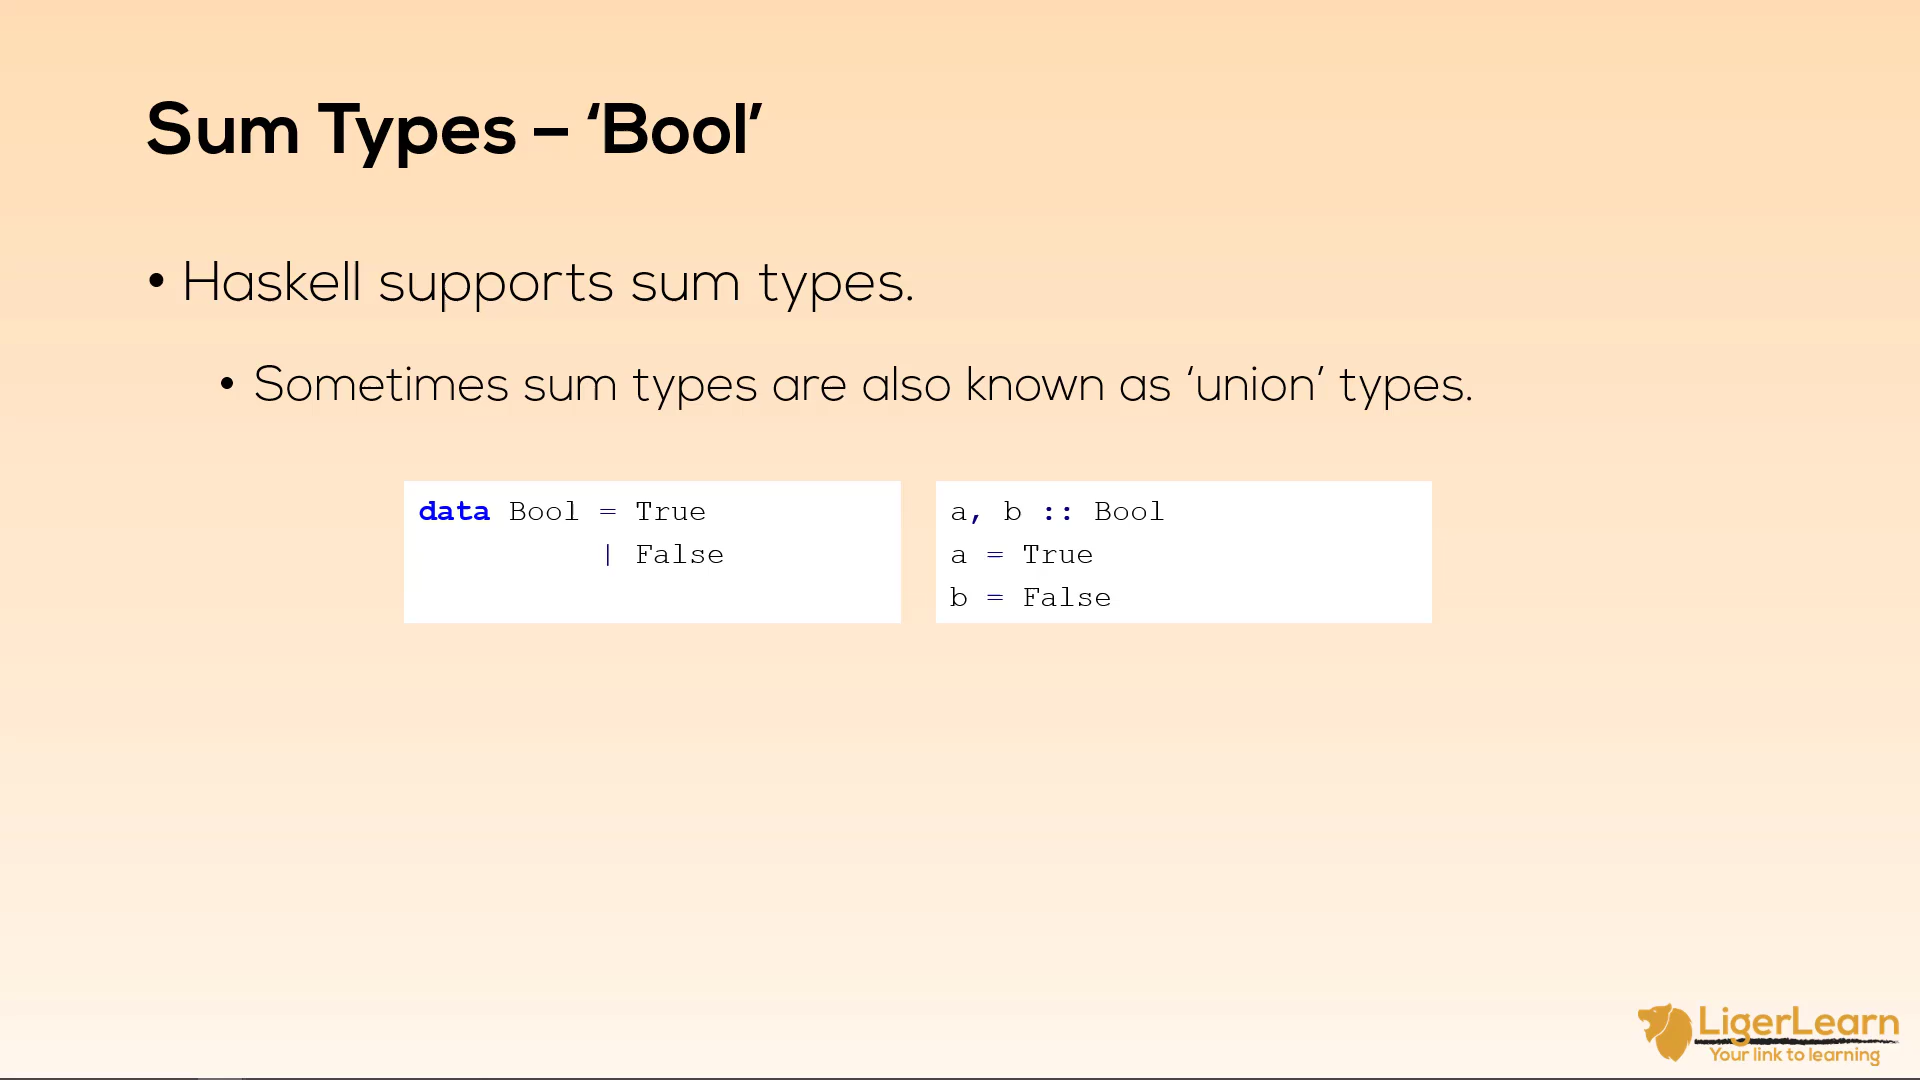 Sum Types – ‘Bool’
• Haskell supports sum types.
• Sometimes sum types are also known as ‘union’ types.
data Bool = True
          | False
a, b :: Bool
a = True
b = False
LigerLearn
Your link to learning